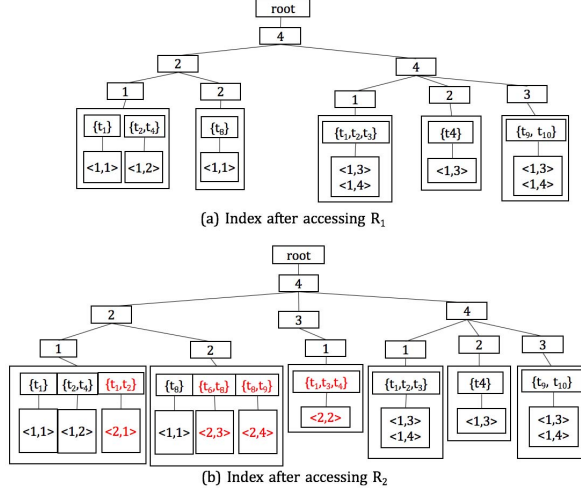 root
4
2 4
1 2 1 2 3
{t₁} {t₂,t₄} {t₈} {t₁,t₂,t₃} {t4} {t₉, t₁₀}
<1,1> <1,2> <1,1> <1,3> <1,3> <1,3>
<1,4> <1,4>
(a) Index after accessing R₁
root
4
2 3 4
1 2 1 1 2 3
{t₁} {t₂,t₄} {t₁,t₂} {t₈} {t₆,t₈} {t₈,t₉} {t₁,t₃,t₄} {t₁,t₂,t₃} {t4} {t₉, t₁₀}
<1,1> <1,2> <2,1> <1,1> <2,3> <2,4> <2,2> <1,3> <1,3> <1,3>
<1,4> <1,4>
(b) Index after accessing R₂